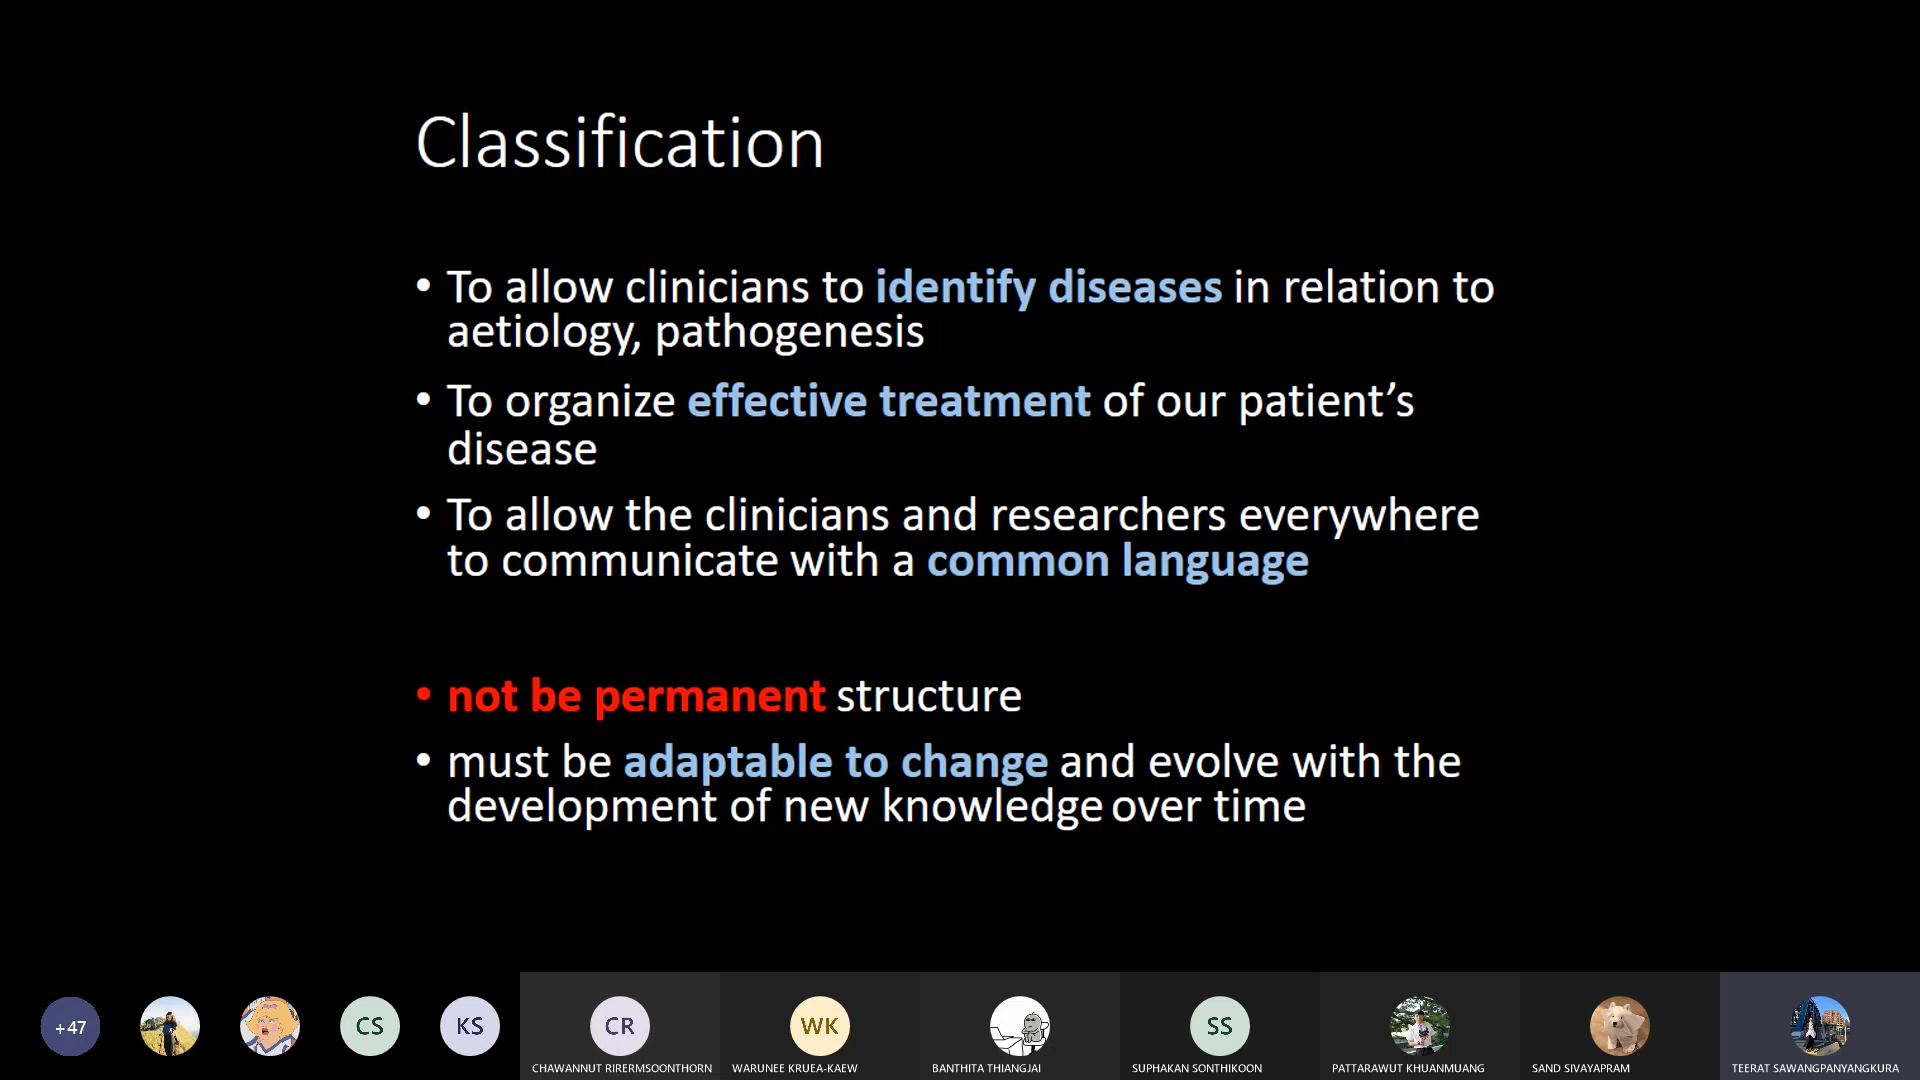 Classification
• To allow clinicians to identify diseases in relation to
aetiology, pathogenesis
• To organize effective treatment of our patient’s
disease
• To allow the clinicians and researchers everywhere
to communicate with a common language
• not be permanent structure
• must be adaptable to change and evolve with the
development of new knowledge over time
+47
CS
KS
CR
WK
SS
CHAWANNUT RIRERMSOONTHORN
WARUNEE KRUEA-KAEW
BANTHITA THIANGJAI
SUPHAKAN SONTHIKOON
PATTARAWUT KHUANMUANG
SAND SIVAYAPRAM
TEERAT SAWANGPANYANGKURA